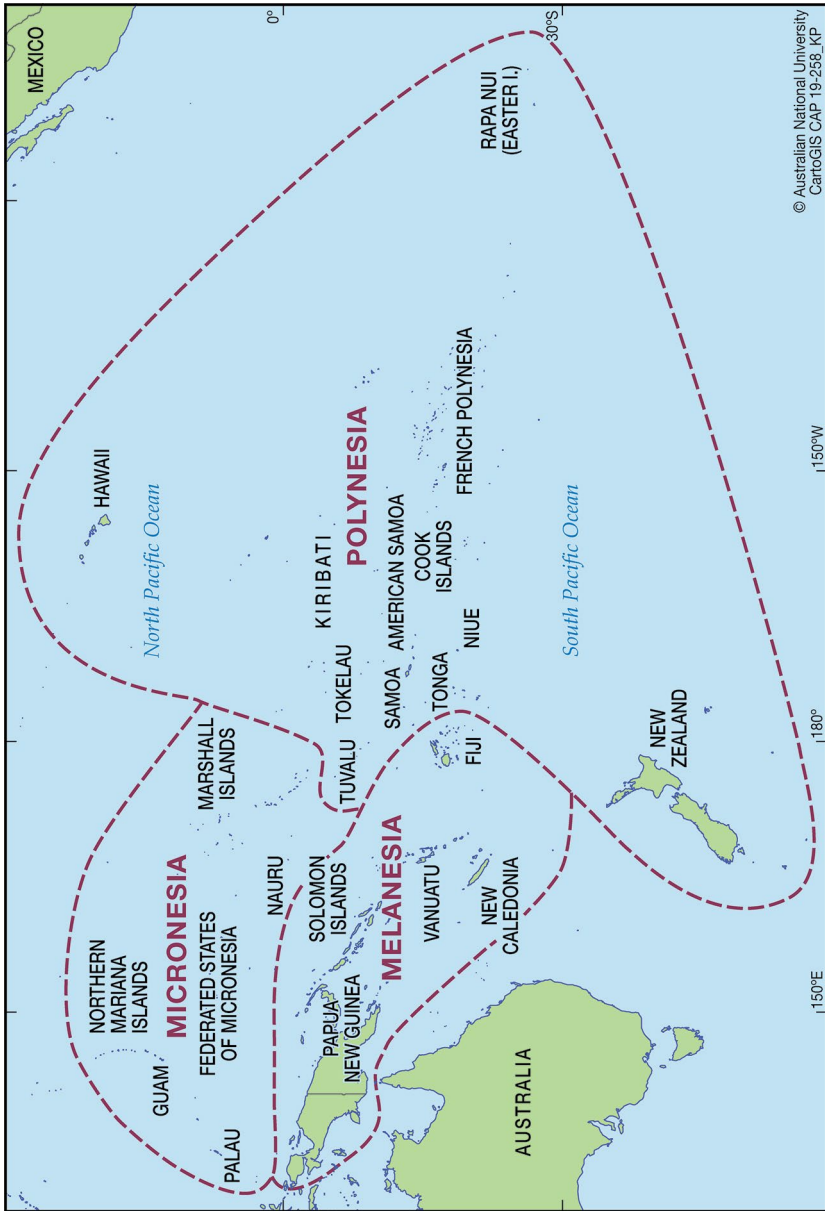 MEXICO
0°
HAWAII
North Pacific Ocean
NORTHERN
MARIANA
ISLANDS
GUAM
MICRONESIA
FEDERATED STATES
OF MICRONESIA
PALAU
MARSHALL
ISLANDS
NAURU
KIRIBATI
POLYNESIA
TUVALU
TOKELAU
SOLOMON
ISLANDS
PAPUA
NEW GUINEA
MELANESIA
SAMOA
AMERICAN SAMOA
COOK
ISLANDS
VANUATU
TONGA
FIJI
NIUE
FRENCH POLYNESIA
NEW
CALEDONIA
RAPA NUI
(EASTER I.)
30°S
AUSTRALIA
South Pacific Ocean
NEW
ZEALAND
150°E
180°
150°W
© Australian National University
CartoGIS CAP 19-258_KP